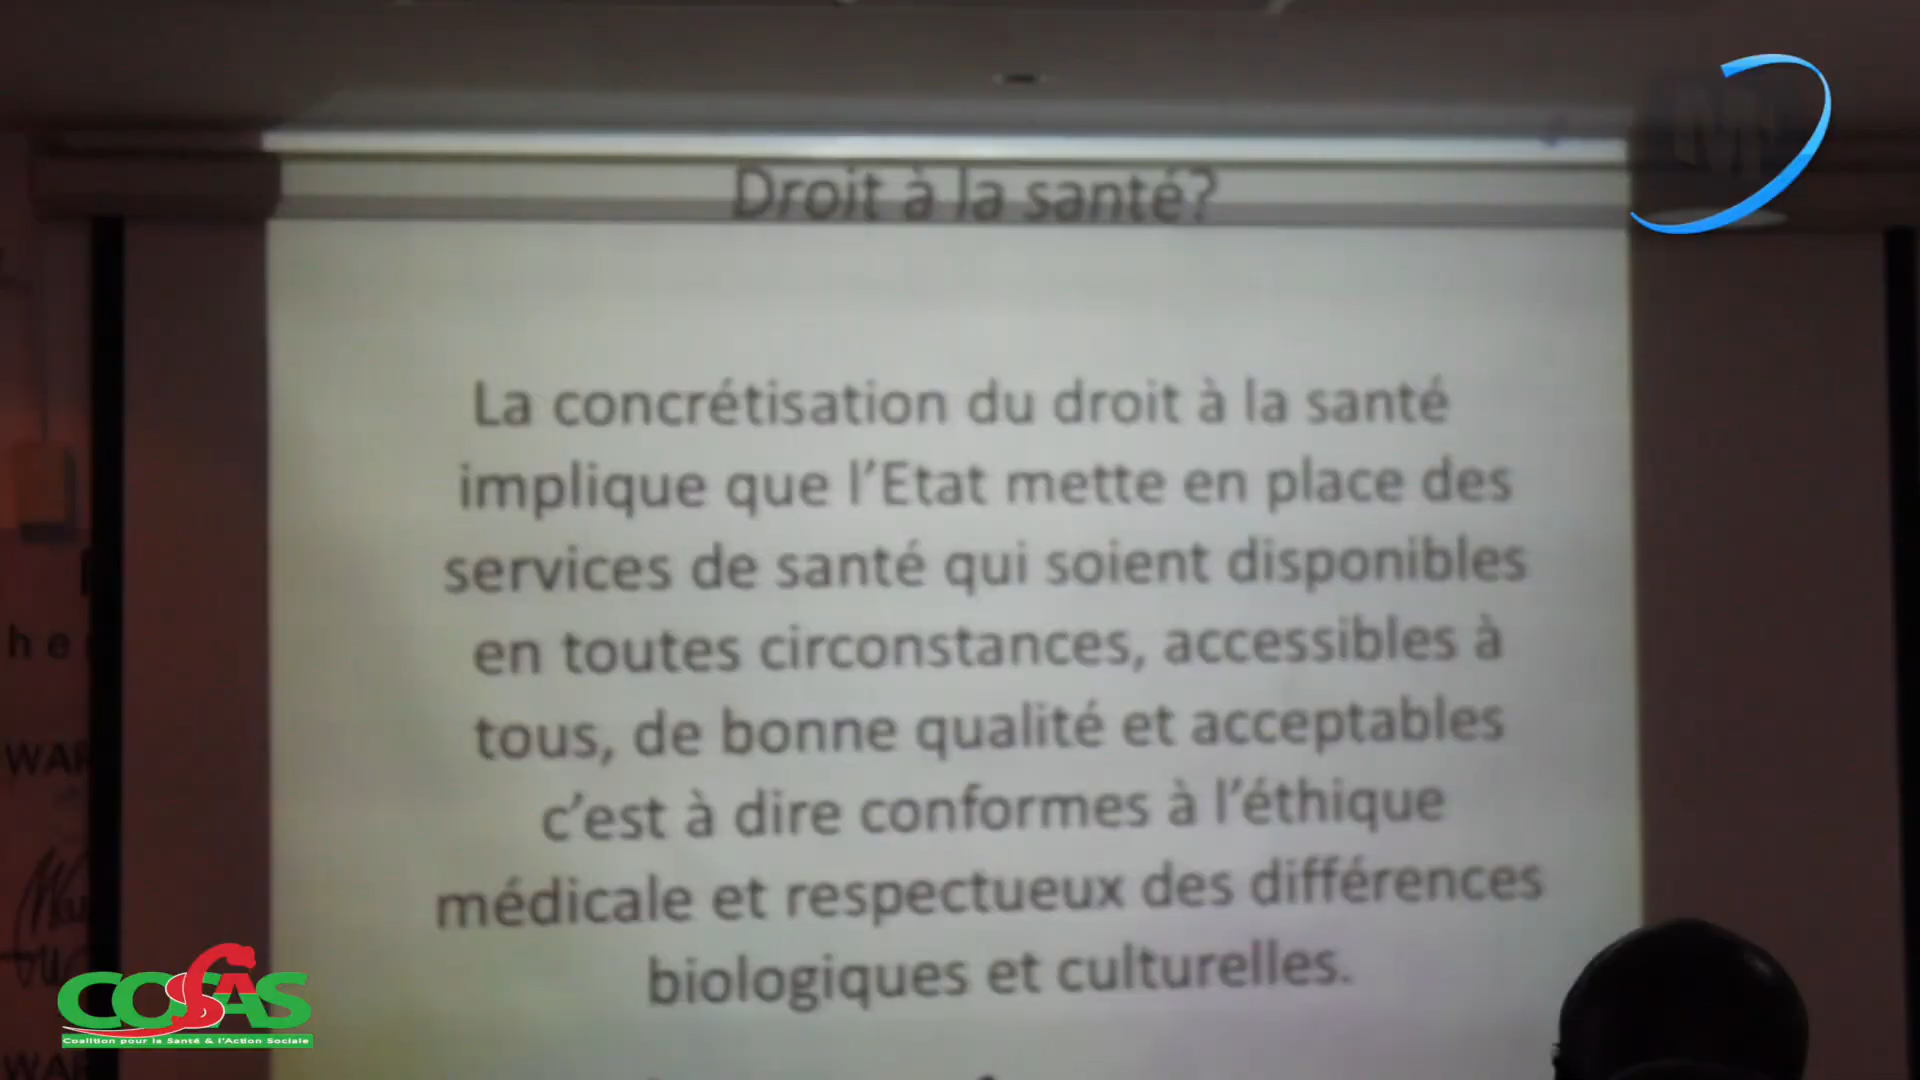 Droit à la santé?
La concrétisation du droit à la santé
implique que l'Etat mette en place des
services de santé qui soient disponibles
en toutes circonstances, accessibles à
tous, de bonne qualité et acceptables
c'est à dire conformes à l'éthique
médicale et respectueux des différences
biologiques et culturelles.
h e
WAR
WAR
COSAS
Coalition pour la Santé & l'Action Sociale